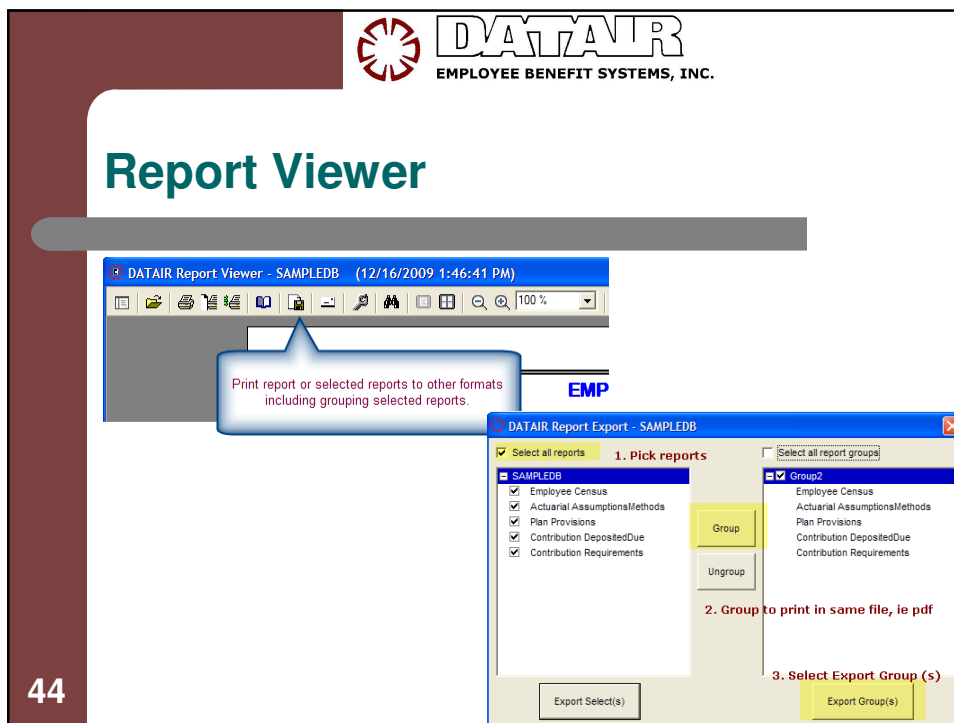 DATAIR
EMPLOYEE BENEFIT SYSTEMS, INC.
Report Viewer
DATAIR Report Viewer - SAMPLEDB (12/16/2009 1:46:41 PM)
100 %
Print report or selected reports to other formats
including grouping selected reports.
EMP
DATAIR Report Export - SAMPLEDB
Select all reports
1. Pick reports
Select all report groups
SAMPLEDB
Employee Census
Actuarial AssumptionsMethods
Plan Provisions
Contribution DepositedDue
Contribution Requirements
Group
Ungroup
Group2
Employee Census
Actuarial AssumptionsMethods
Plan Provisions
Contribution DepositedDue
Contribution Requirements
2. Group to print in same file, ie pdf
3. Select Export Group (s)
Export Select(s)
Export Group(s)
44